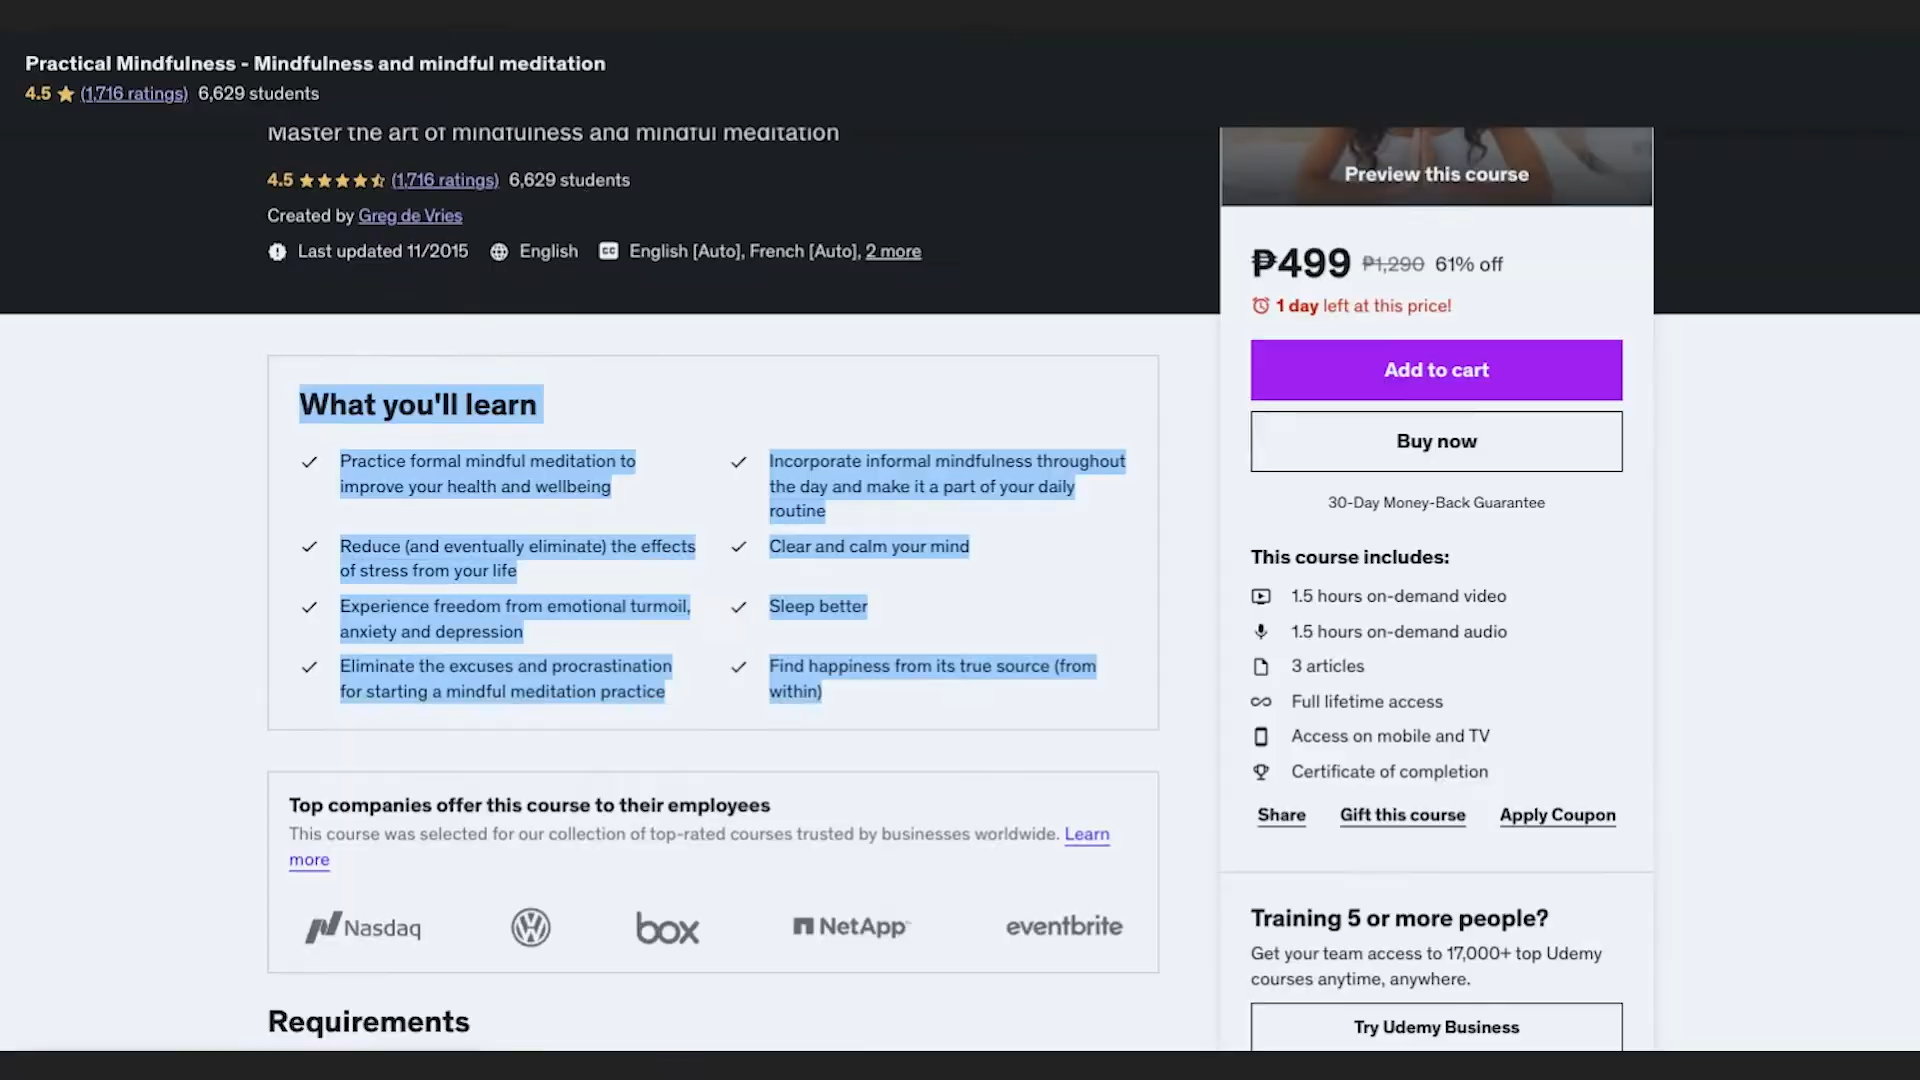 Practical Mindfulness - Mindfulness and mindful meditation
4.5 (1,716 ratings) 6,629 students
Master the art of mindfulness and mindful meditation
4.5 (1,716 ratings) 6,629 students
Created by Greg de Vries
Last updated 11/2015 English CC English [Auto], French [Auto], 2 more
What you'll learn
Practice formal mindful meditation to
improve your health and wellbeing
Incorporate informal mindfulness throughout
the day and make it a part of your daily
routine
Reduce (and eventually eliminate) the effects
of stress from your life
Clear and calm your mind
Experience freedom from emotional turmoil,
anxiety and depression
Sleep better
Eliminate the excuses and procrastination
for starting a mindful meditation practice
Find happiness from its true source (from
within)
Top companies offer this course to their employees
This course was selected for our collection of top-rated courses trusted by businesses worldwide. Learn
more
Nasdaq box NetApp eventbrite
Requirements
Preview this course
₱499 ₱1,290 61% off
1 day left at this price!
Add to cart
Buy now
30-Day Money-Back Guarantee
This course includes:
1.5 hours on-demand video
1.5 hours on-demand audio
3 articles
Full lifetime access
Access on mobile and TV
Certificate of completion
Share Gift this course Apply Coupon
Training 5 or more people?
Get your team access to 17,000+ top Udemy
courses anytime, anywhere.
Try Udemy Business